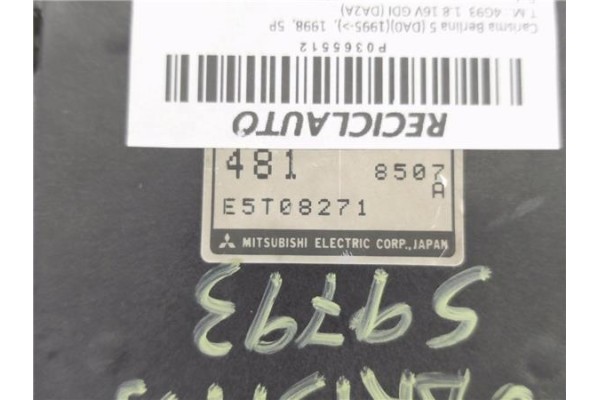 RECICLAUTO
P0365512
Carisma Berlina 5 (DA0)(1995->), 1998, 5P
T.M.: 4G93 1.8 16V GDI (DA2A)
481 8507
A
E5T08271
MITSUBISHI ELECTRIC CORP., JAPAN
59793